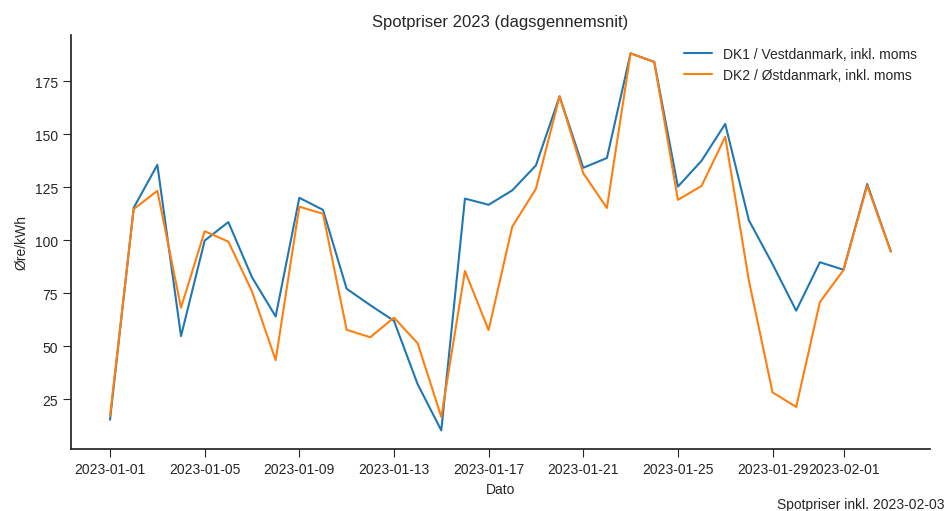 Spotpriser 2023 (dagsgennemsnit)
DK1 / Vestdanmark, inkl. moms
DK2 / Østdanmark, inkl. moms
175
150
125
100
75
50
25
Øre/kWh
2023-01-01 2023-01-05 2023-01-09 2023-01-13 2023-01-17 2023-01-21 2023-01-25 2023-01-29 2023-02-01
Dato
Spotpriser inkl. 2023-02-03